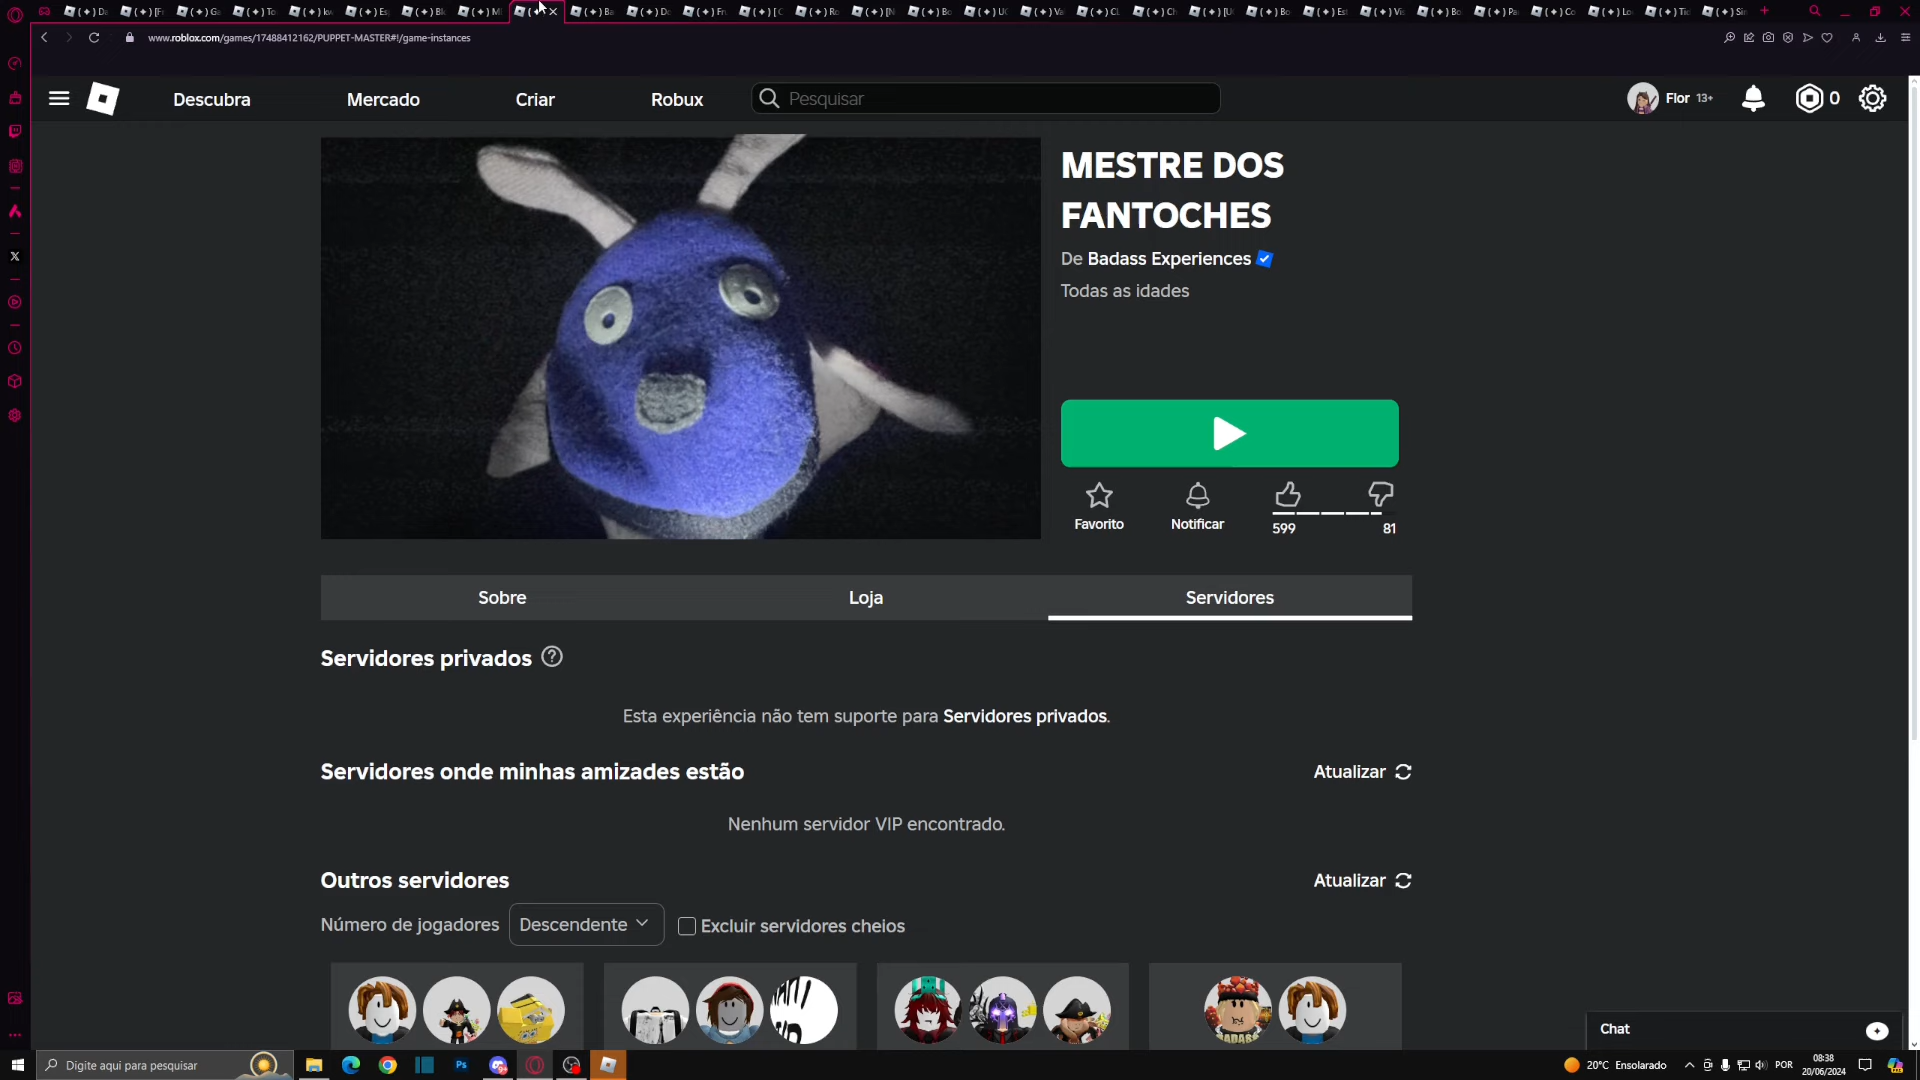 www.roblox.com/games/17488412162/PUPPET-MASTER#!/game-instances
Descubra
Mercado
Criar
Robux
Pesquisar
Flor 13+
0
MESTRE DOS
FANTOCHES
De Badass Experiences
Todas as idades
Favorito
Notificar
599
81
Sobre
Loja
Servidores
Servidores privados
Esta experiência não tem suporte para Servidores privados.
Servidores onde minhas amizades estão
Atualizar
Nenhum servidor VIP encontrado.
Outros servidores
Atualizar
Número de jogadores
Descendente
Excluir servidores cheios
Chat
Digite aqui para pesquisar
20°C Ensolarado
POR
08:38
20/06/2024